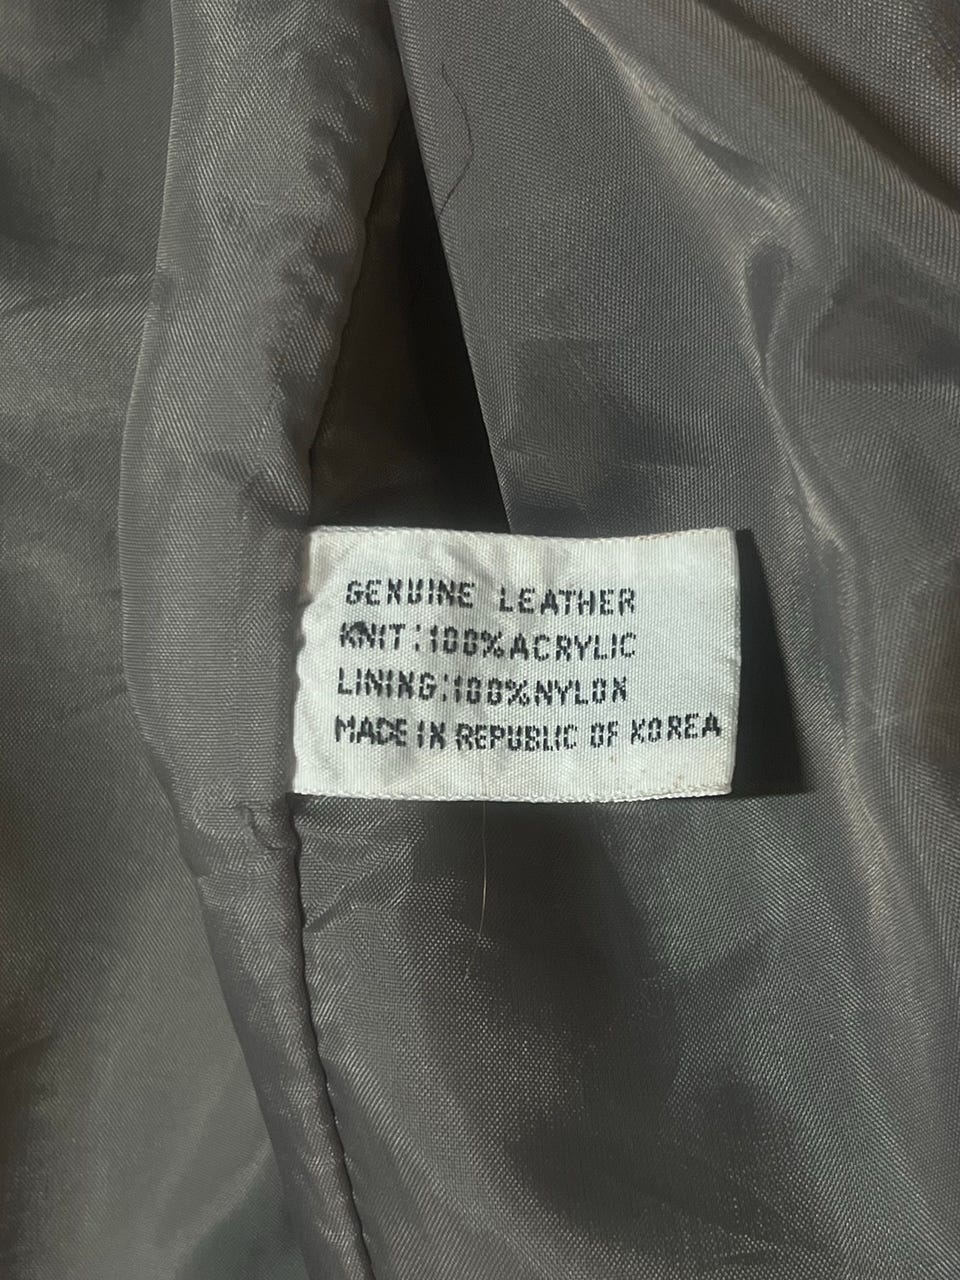 GENUINE LEATHER
KNIT:100%ACRYLIC
LINING:100%NYLON
MADE IN REPUBLIC OF KOREA